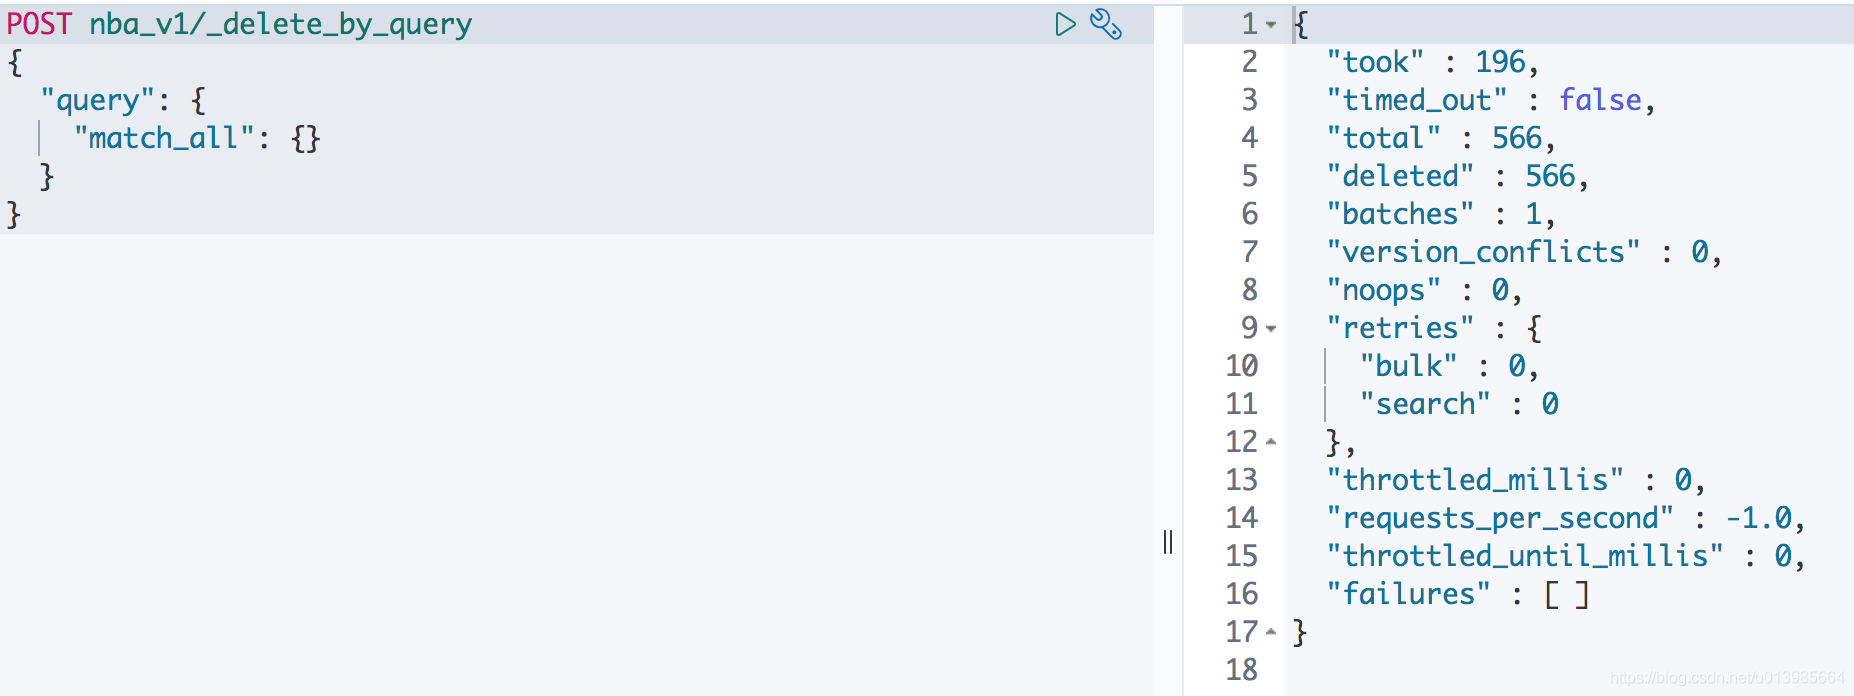 POST nba_v1/_delete_by_query
{
"query": {
"match_all": {}
}
}
1 {
2 "took" : 196,
3 "timed_out" : false,
4 "total" : 566,
5 "deleted" : 566,
6 "batches" : 1,
7 "version_conflicts" : 0,
8 "noops" : 0,
9 "retries" : {
10 "bulk" : 0,
11 "search" : 0
12 },
13 "throttled_millis" : 0,
14 "requests_per_second" : -1.0,
15 "throttled_until_millis" : 0,
16 "failures" : [ ]
17 }
18
https://blog.csdn.net/u013985664